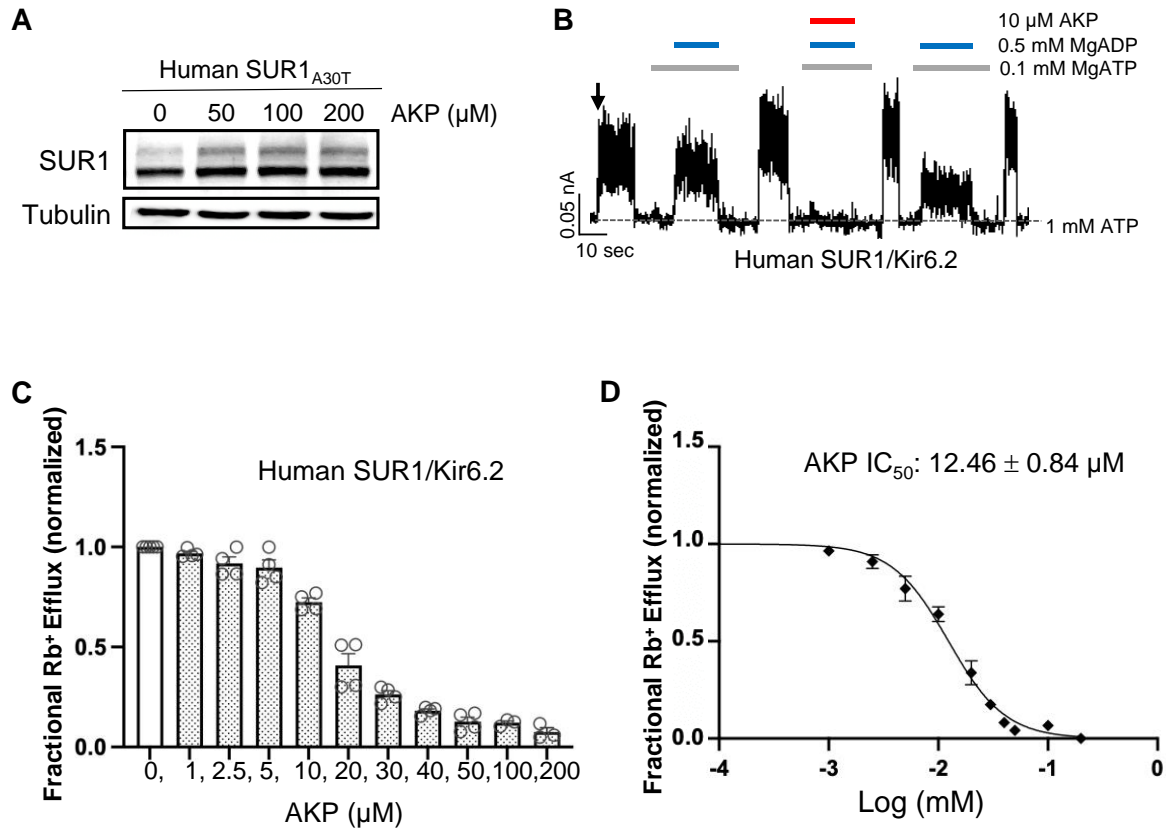 A
Human SUR1A30T
0 50 100 200 AKP (µM)
SUR1
Tubulin
B
10 µM AKP
0.5 mM MgADP
0.1 mM MgATP
0.05 nA
10 sec
1 mM ATP
Human SUR1/Kir6.2
C
Fractional Rb⁺ Efflux (normalized)
1.5
1.0
0.5
0.0
Human SUR1/Kir6.2
0, 1, 2.5, 5, 10, 20, 30, 40, 50, 100, 200
AKP (µM)
D
Fractional Rb⁺ Efflux (normalized)
1.5
1.0
0.5
0.0
AKP IC50: 12.46 ± 0.84 µM
-4 -3 -2 -1 0
Log (mM)